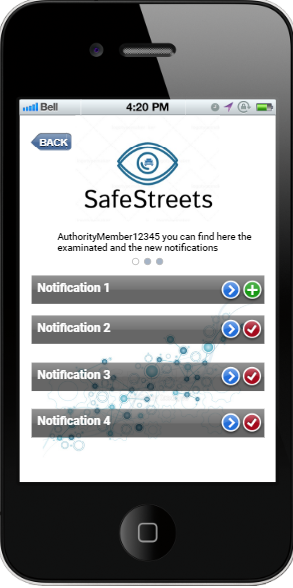 Bell 4:20 PM
BACK
SafeStreets
AuthorityMember12345 you can find here the
examinated and the new notifications
Notification 1
Notification 2
Notification 3
Notification 4